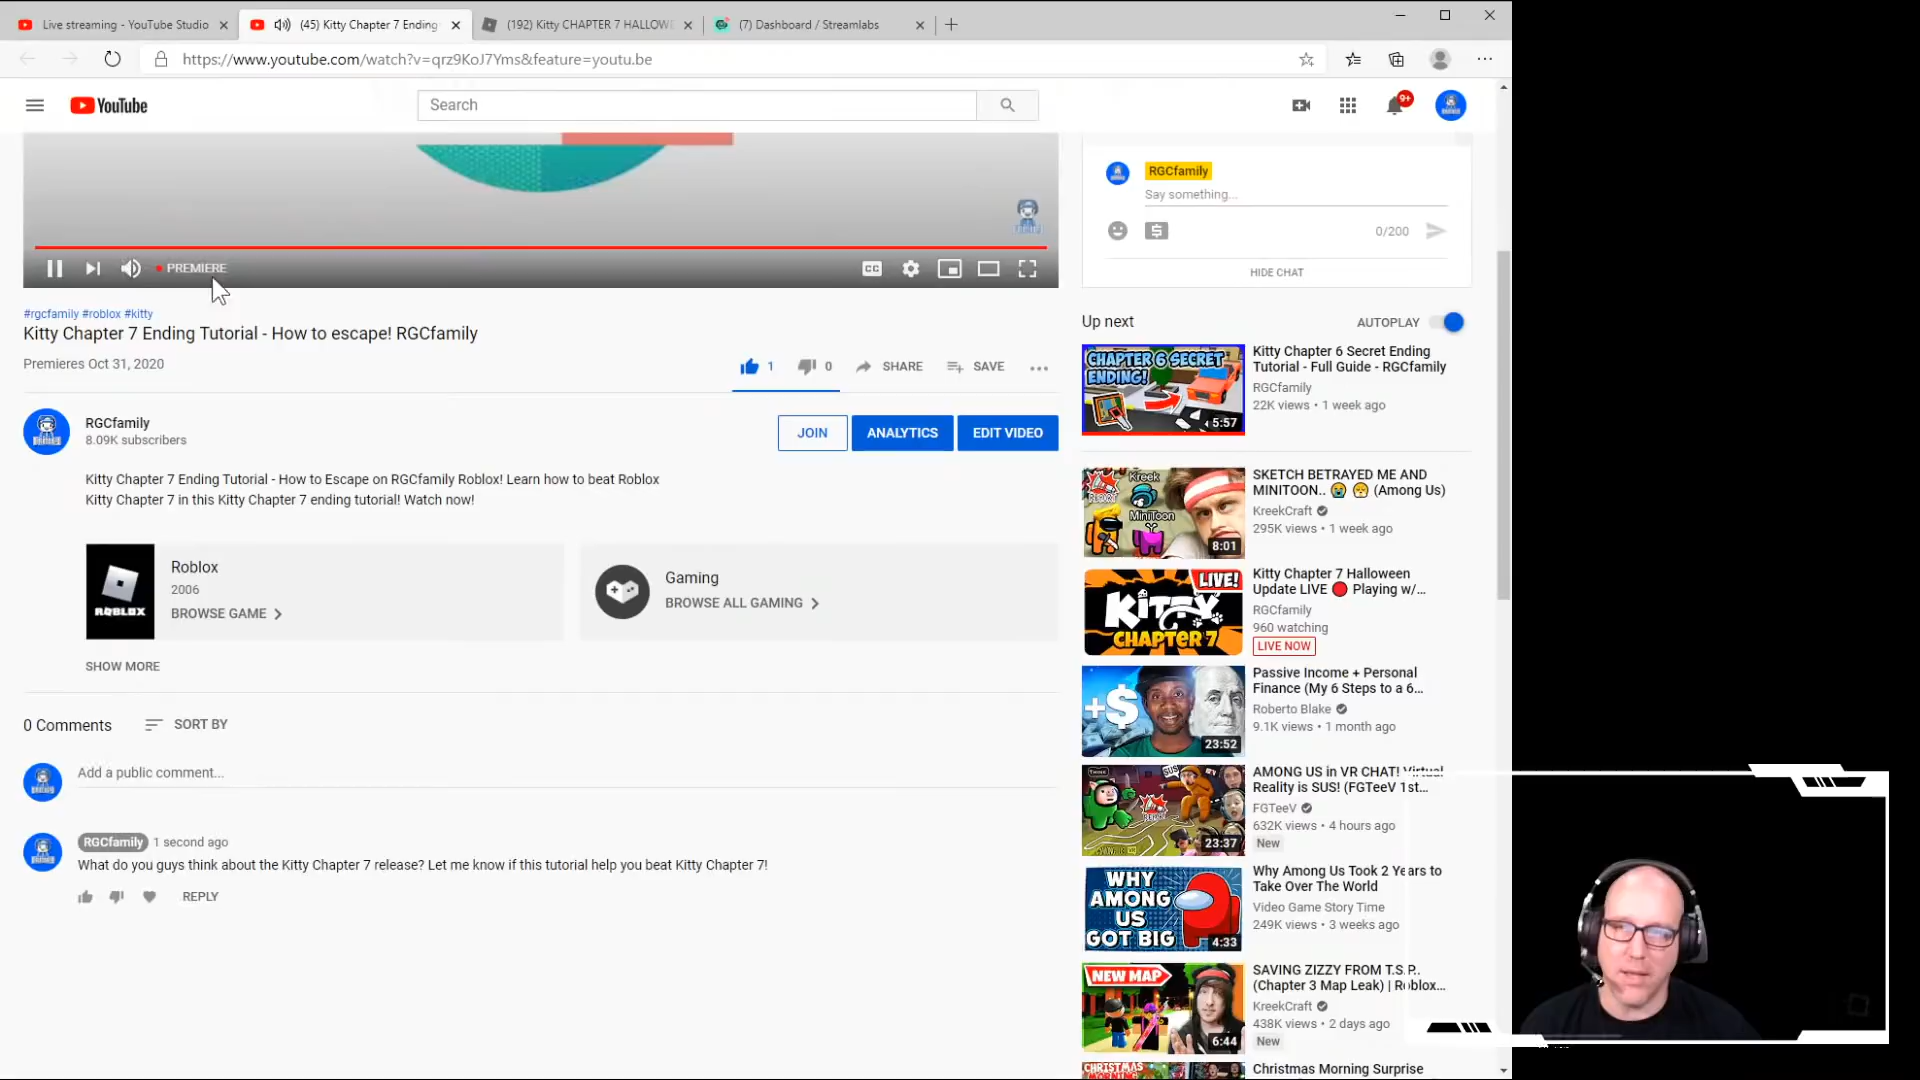 Live streaming - YouTube Studio
(45) Kitty Chapter 7 Ending
(192) Kitty CHAPTER 7 HALLOW
(7) Dashboard / Streamlabs
https://www.youtube.com/watch?v=qrz9KoJ7Yms&feature=youtu.be
YouTube
Search
9+
PREMIERE
CC
#rgcfamily #roblox #kitty
Kitty Chapter 7 Ending Tutorial - How to escape! RGCfamily
Premieres Oct 31, 2020
1
0
SHARE
SAVE
RGCfamily
8.09K subscribers
JOIN
ANALYTICS
EDIT VIDEO
Kitty Chapter 7 Ending Tutorial - How to Escape on RGCfamily Roblox! Learn how to beat Roblox
Kitty Chapter 7 in this Kitty Chapter 7 ending tutorial! Watch now!
ROBLOX
Roblox
2006
BROWSE GAME
Gaming
BROWSE ALL GAMING
SHOW MORE
0 Comments
SORT BY
Add a public comment...
RGCfamily 1 second ago
What do you guys think about the Kitty Chapter 7 release? Let me know if this tutorial help you beat Kitty Chapter 7!
REPLY
RGCfamily
Say something...
0/200
HIDE CHAT
Up next
AUTOPLAY
CHAPTER 6 SECRET
ENDING!
5:57
Kitty Chapter 6 Secret Ending
Tutorial - Full Guide - RGCfamily
RGCfamily
22K views • 1 week ago
REPORT
Kreek
MiniToon
8:01
SKETCH BETRAYED ME AND
MINITOON.. 😭 😤 (Among Us)
KreekCraft
295K views • 1 week ago
LIVE!
KITTY
CHAPTER 7
Kitty Chapter 7 Halloween
Update LIVE 🔴 Playing w/...
RGCfamily
960 watching
LIVE NOW
+$
23:52
Passive Income + Personal
Finance (My 6 Steps to a 6...
Roberto Blake
9.1K views • 1 month ago
SUS!
REPORT
23:37
AMONG US in VR CHAT! Virtual
Reality is SUS! (FGTeeV 1st...
FGTeeV
632K views • 4 hours ago
New
WHY
AMONG
US
GOT BIG
4:33
Why Among Us Took 2 Years to
Take Over The World
Video Game Story Time
249K views • 3 weeks ago
NEW MAP
6:44
SAVING ZIZZY FROM T.S.P..
(Chapter 3 Map Leak) | Roblox...
KreekCraft
438K views • 2 days ago
New
CHRISTMAS MORNING
Christmas Morning Surprise